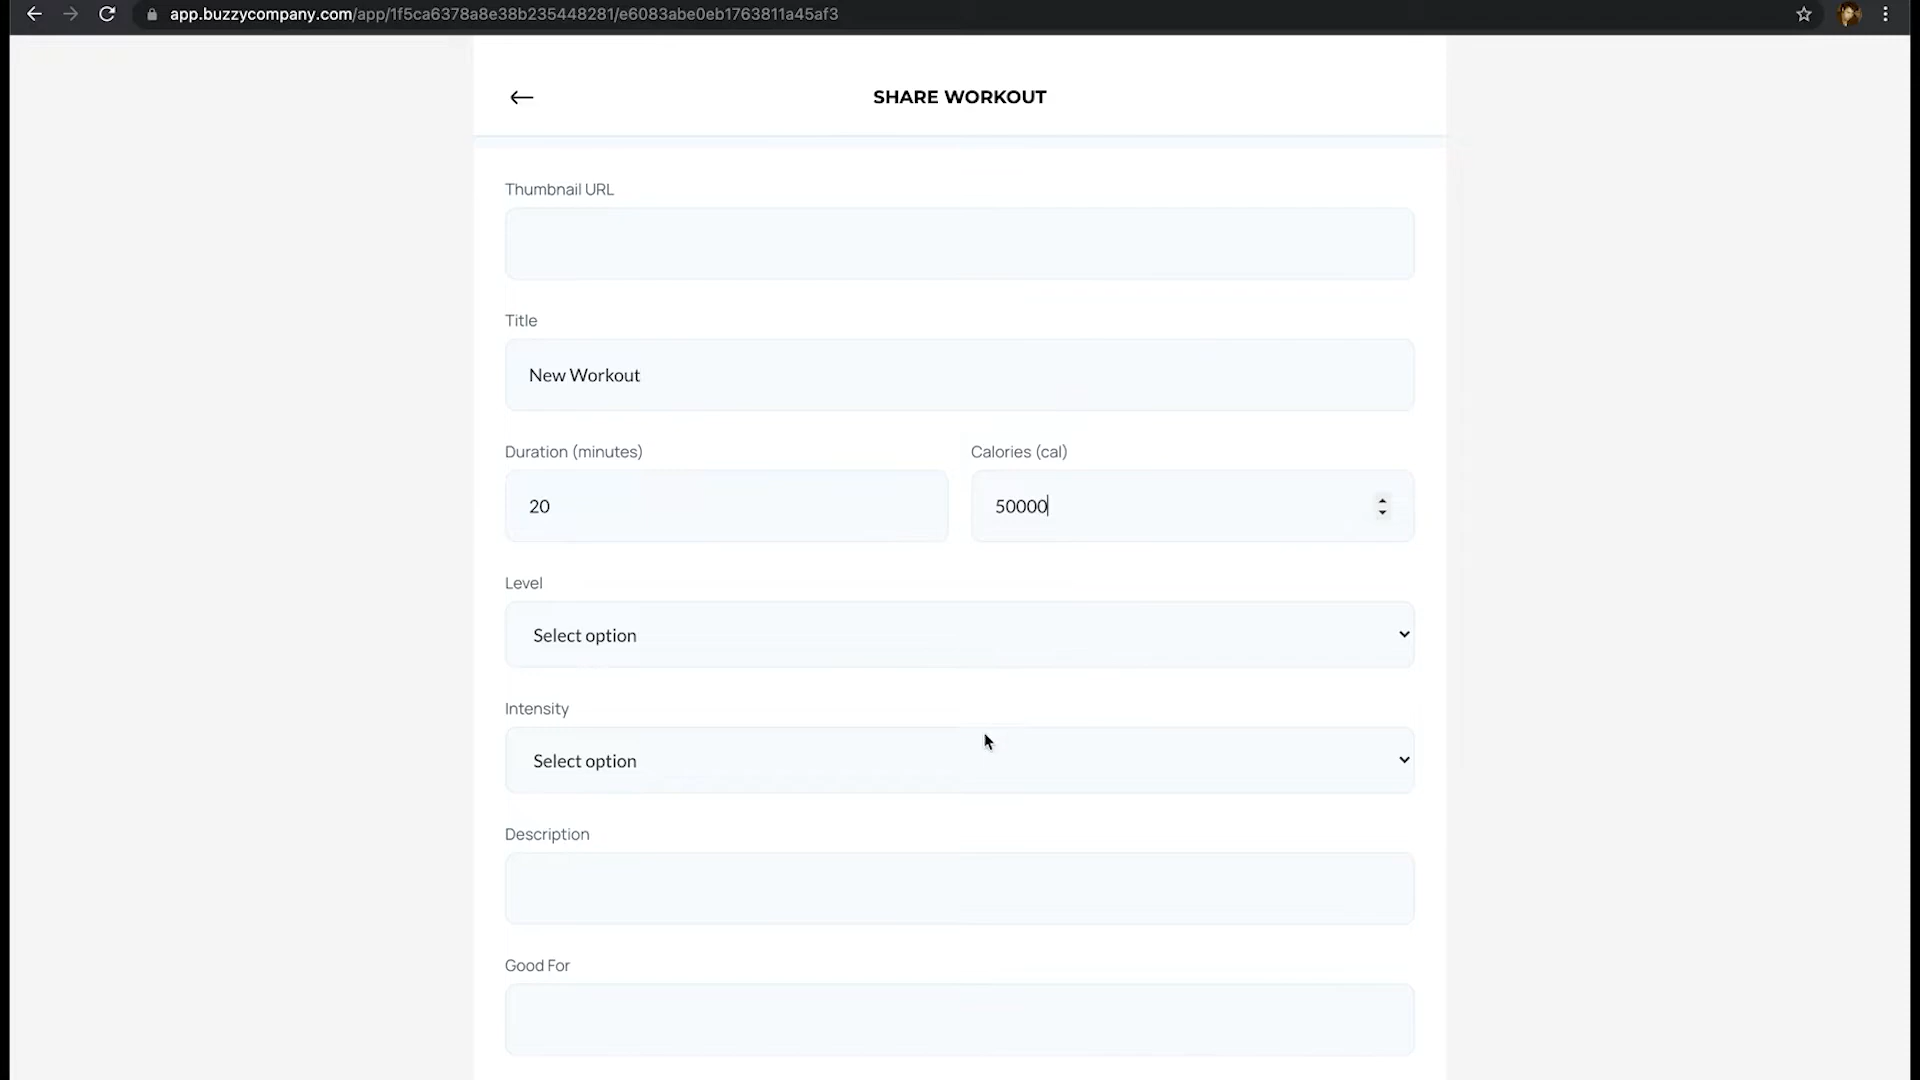 app.buzzycompany.com/app/1f5ca6378a8e38b235448281/e6083abe0eb1763811a45af3
SHARE WORKOUT
Thumbnail URL
Title
New Workout
Duration (minutes) Calories (cal)
20 50000
Level
Select option
Intensity
Select option
Description
Good For